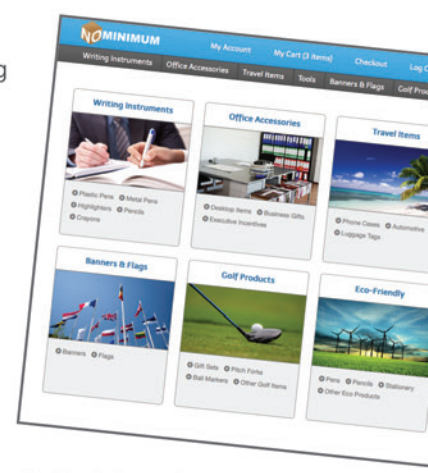 g
NOMINIMUM
My Account My Cart (3 items) Checkout
Writing Instruments Office Accessories Travel Items Tools Banners & Flags
Writing Instruments
Plastic Pens Metal Pens
Highlighters Pencils
Crayons
Office Accessories
Desktop Items Business Gifts
Executive Incentives
Travel Items
Phone Cases Automotive
Luggage Tags
Banners & Flags
Banners Flags
Golf Products
Gift Sets Pitch Forks
Ball Markers Other Golf Items
Eco-Friendly
Pens Pencils Stationary
Other Eco Products